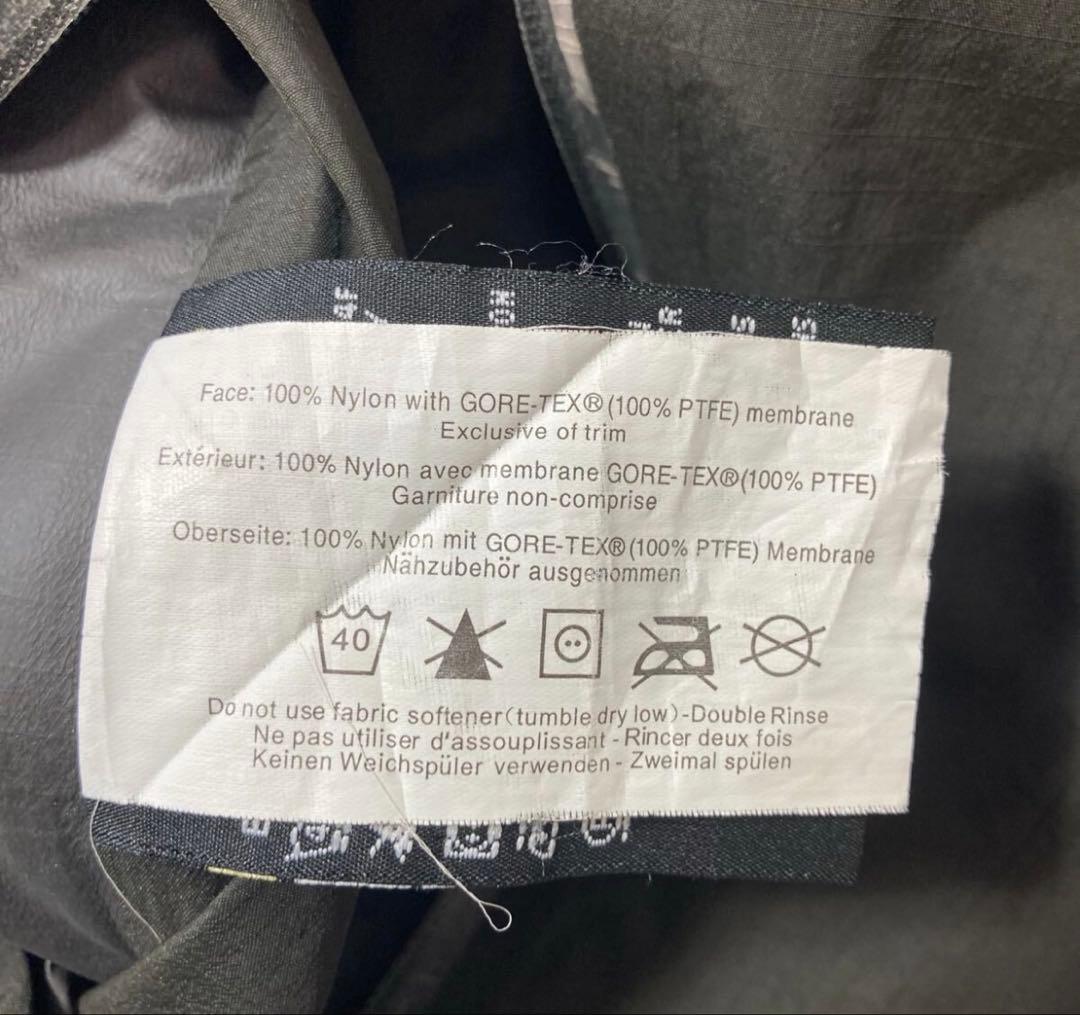 Face: 100% Nylon with GORE-TEX®(100% PTFE) membrane
Exclusive of trim
Extérieur: 100% Nylon avec membrane GORE-TEX®(100% PTFE)
Garniture non-comprise
Oberseite: 100% Nylon mit GORE-TEX®(100% PTFE) Membrane
Nähzubehör ausgenommen
40
Do not use fabric softener(tumble dry low)-Double Rinse
Ne pas utiliser d'assouplissant - Rincer deux fois
Keinen Weichspüler verwenden - Zweimal spülen